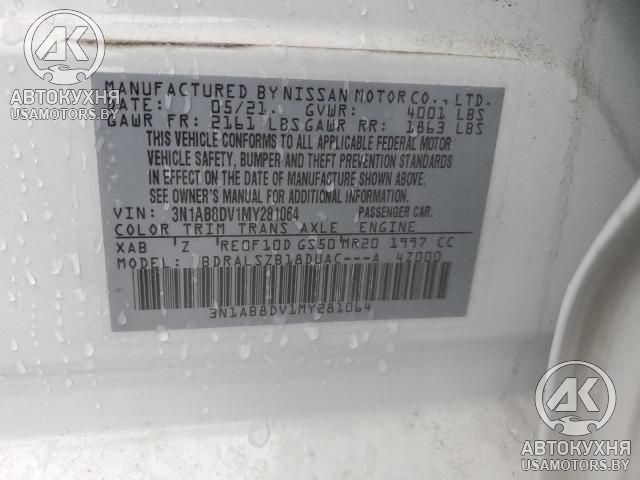 MANUFACTURED BY NISSAN MOTOR CO., LTD.
DATE: 05/21. GVWR: 4001 LBS
GAWR FR: 2161 LBS GAWR RR: 1863 LBS
THIS VEHICLE CONFORMS TO ALL APPLICABLE FEDERAL MOTOR
VEHICLE SAFETY, BUMPER AND THEFT PREVENTION STANDARDS
IN EFFECT ON THE DATE OF MANUFACTURE SHOWN ABOVE.
SEE OWNER'S MANUAL FOR ADDITIONAL INFORMATION.
VIN: 3N1AB8DV1MY281064 PASSENGER CAR.
COLOR TRIM TRANS AXLE ENGINE
XAB Z RE0F10D GS50 MR20 1997 CC
MODEL: BDRALSZB18DUAC---A 4Z000
3N1AB8DV1MY281064
АК
АВТОКУХНЯ
USAMOTORS.BY
АК
АВТОКУХНЯ
USAMOTORS.BY